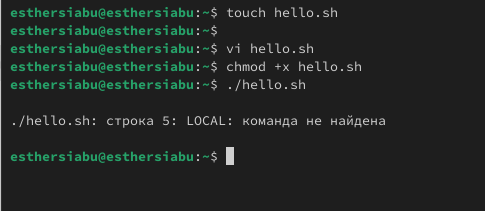 esthersiabu@esthersiabu:~$ touch hello.sh
esthersiabu@esthersiabu:~$
esthersiabu@esthersiabu:~$ vi hello.sh
esthersiabu@esthersiabu:~$ chmod +x hello.sh
esthersiabu@esthersiabu:~$ ./hello.sh
./hello.sh: строка 5: LOCAL: команда не найдена
esthersiabu@esthersiabu:~$